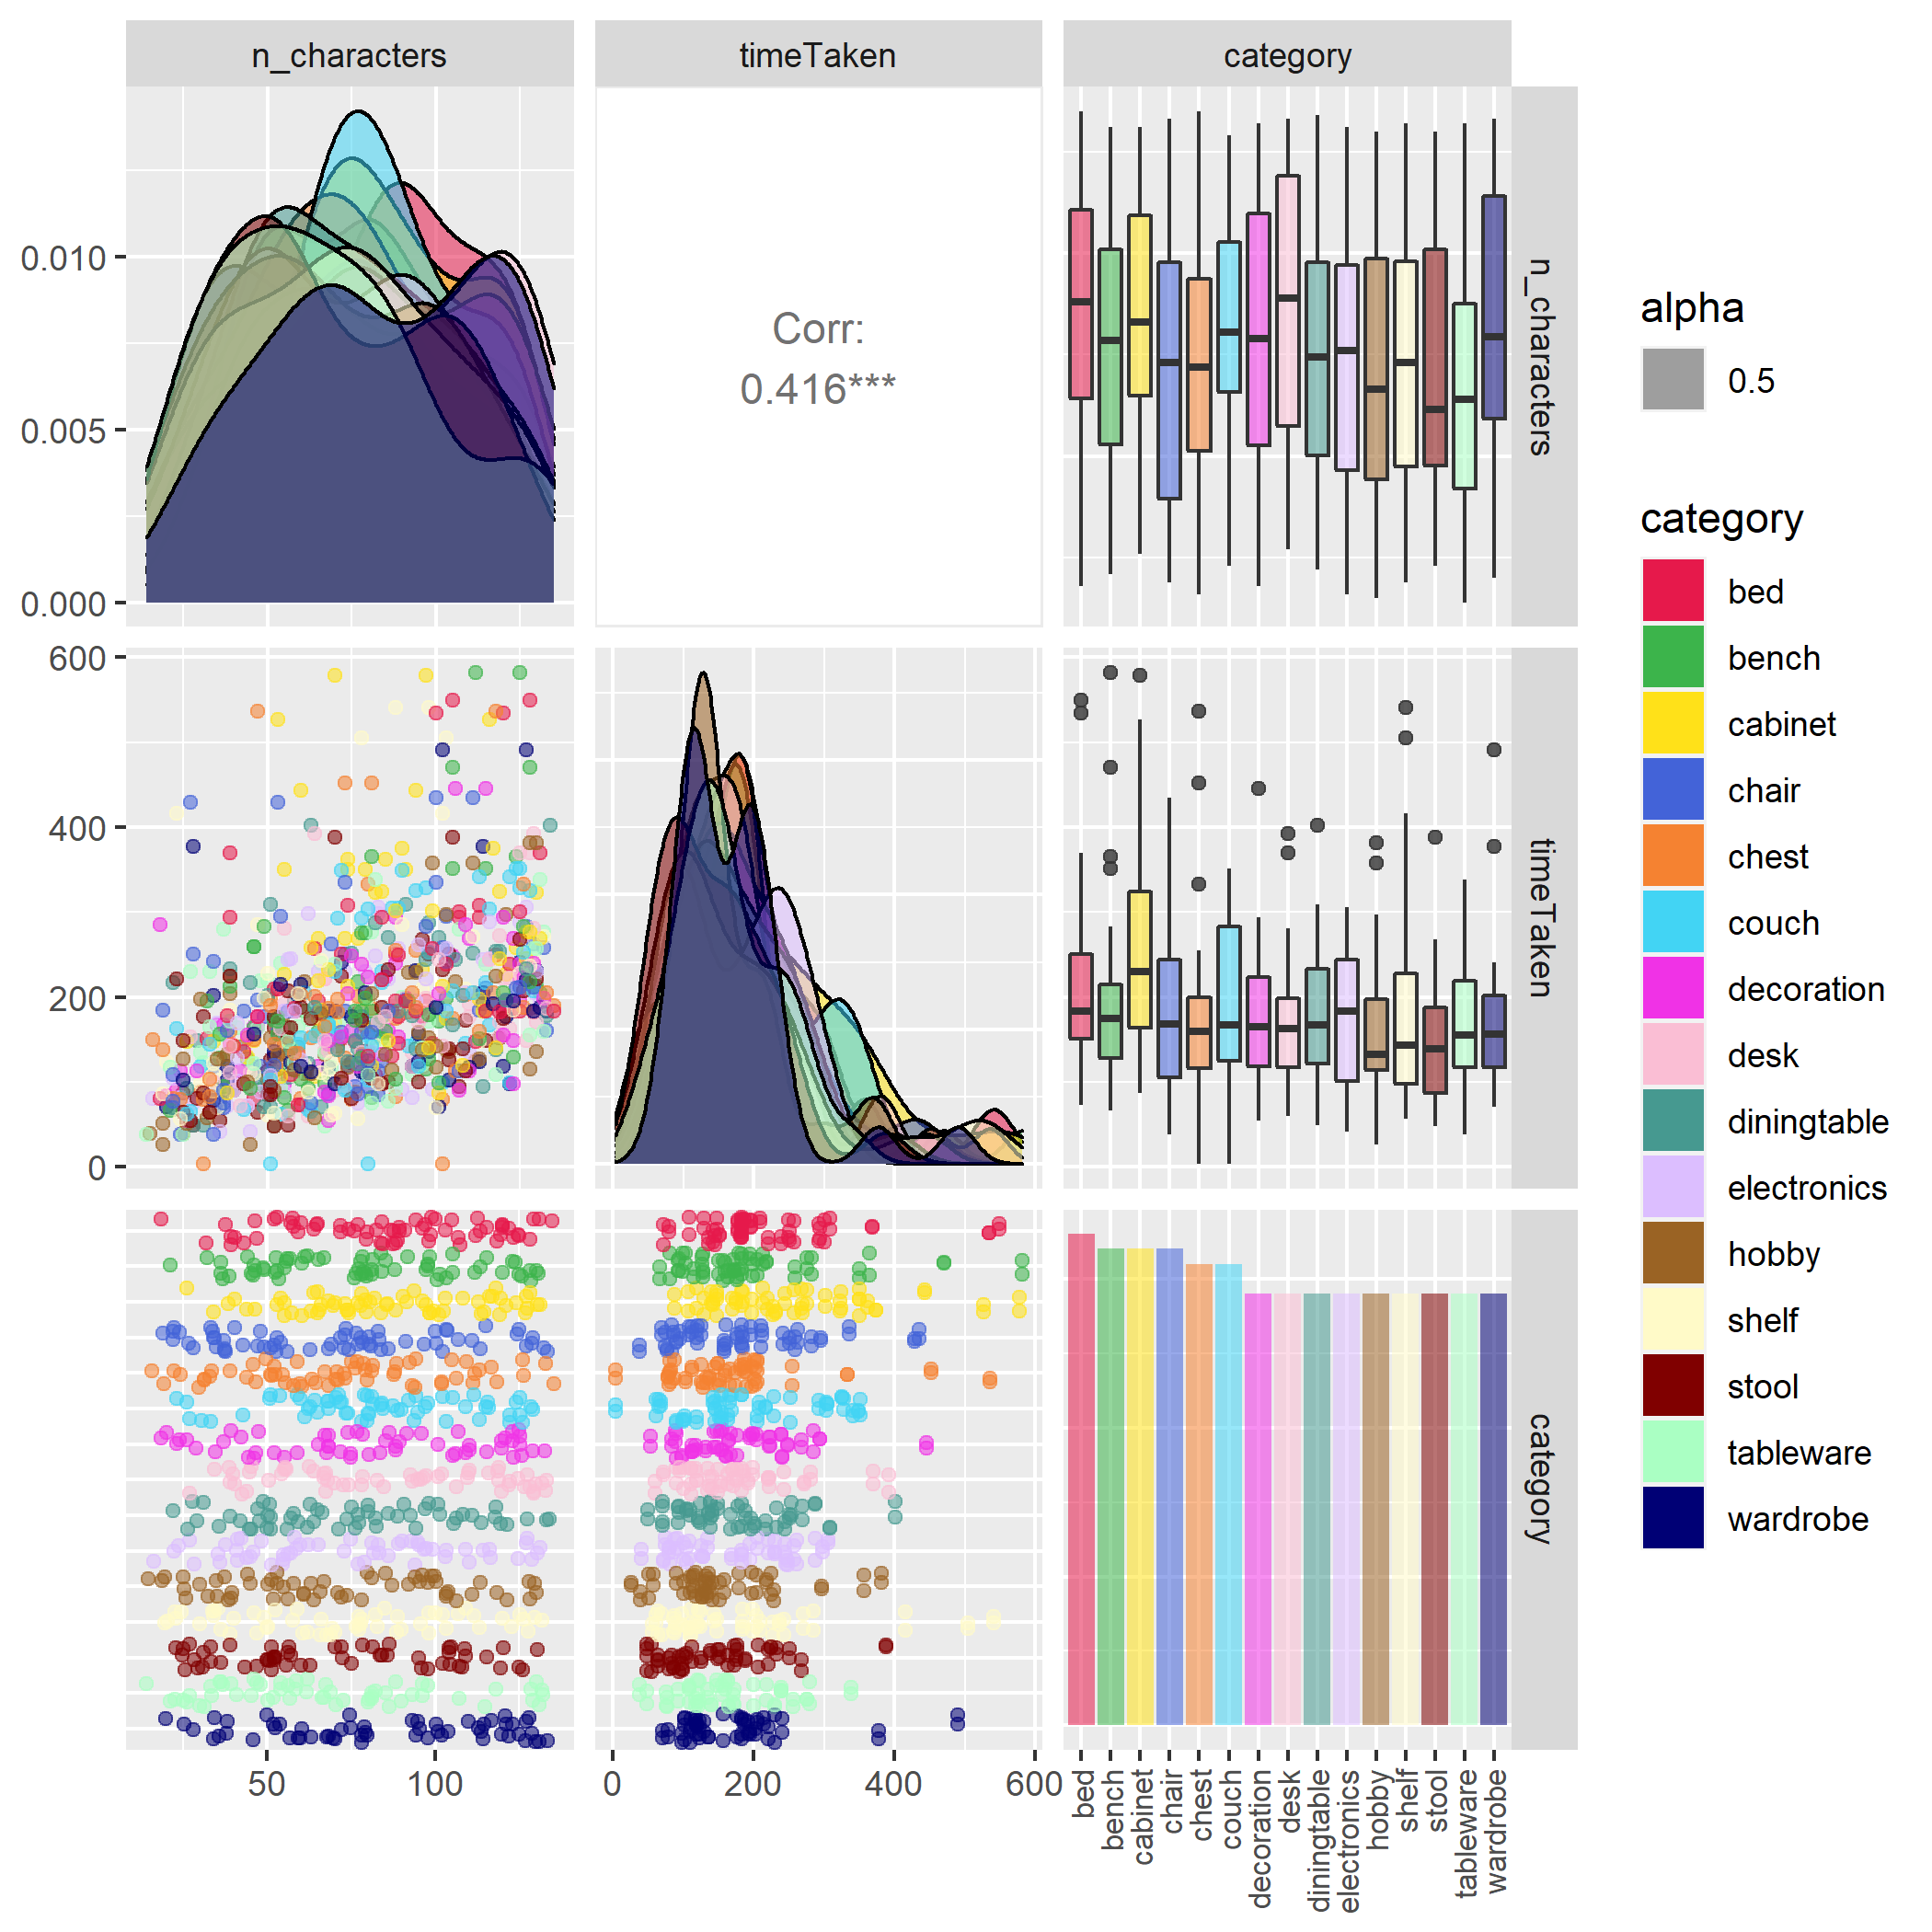 n_characters
timeTaken
category
0.010
0.005
0.000
Corr:
0.416***
n_characters
600
400
200
0
timeTaken
category
50
100
0
200
400
600
bed
bench
cabinet
chair
chest
couch
decoration
desk
diningtable
electronics
hobby
shelf
stool
tableware
wardrobe
alpha
0.5
category
bed
bench
cabinet
chair
chest
couch
decoration
desk
diningtable
electronics
hobby
shelf
stool
tableware
wardrobe